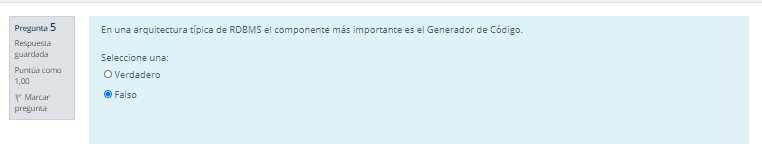 Pregunta 5
Respuesta
guardada
Puntúa como
1,00
Marcar
pregunta
En una arquitectura típica de RDBMS el componente más importante es el Generador de Código.
Seleccione una:
Verdadero
Falso